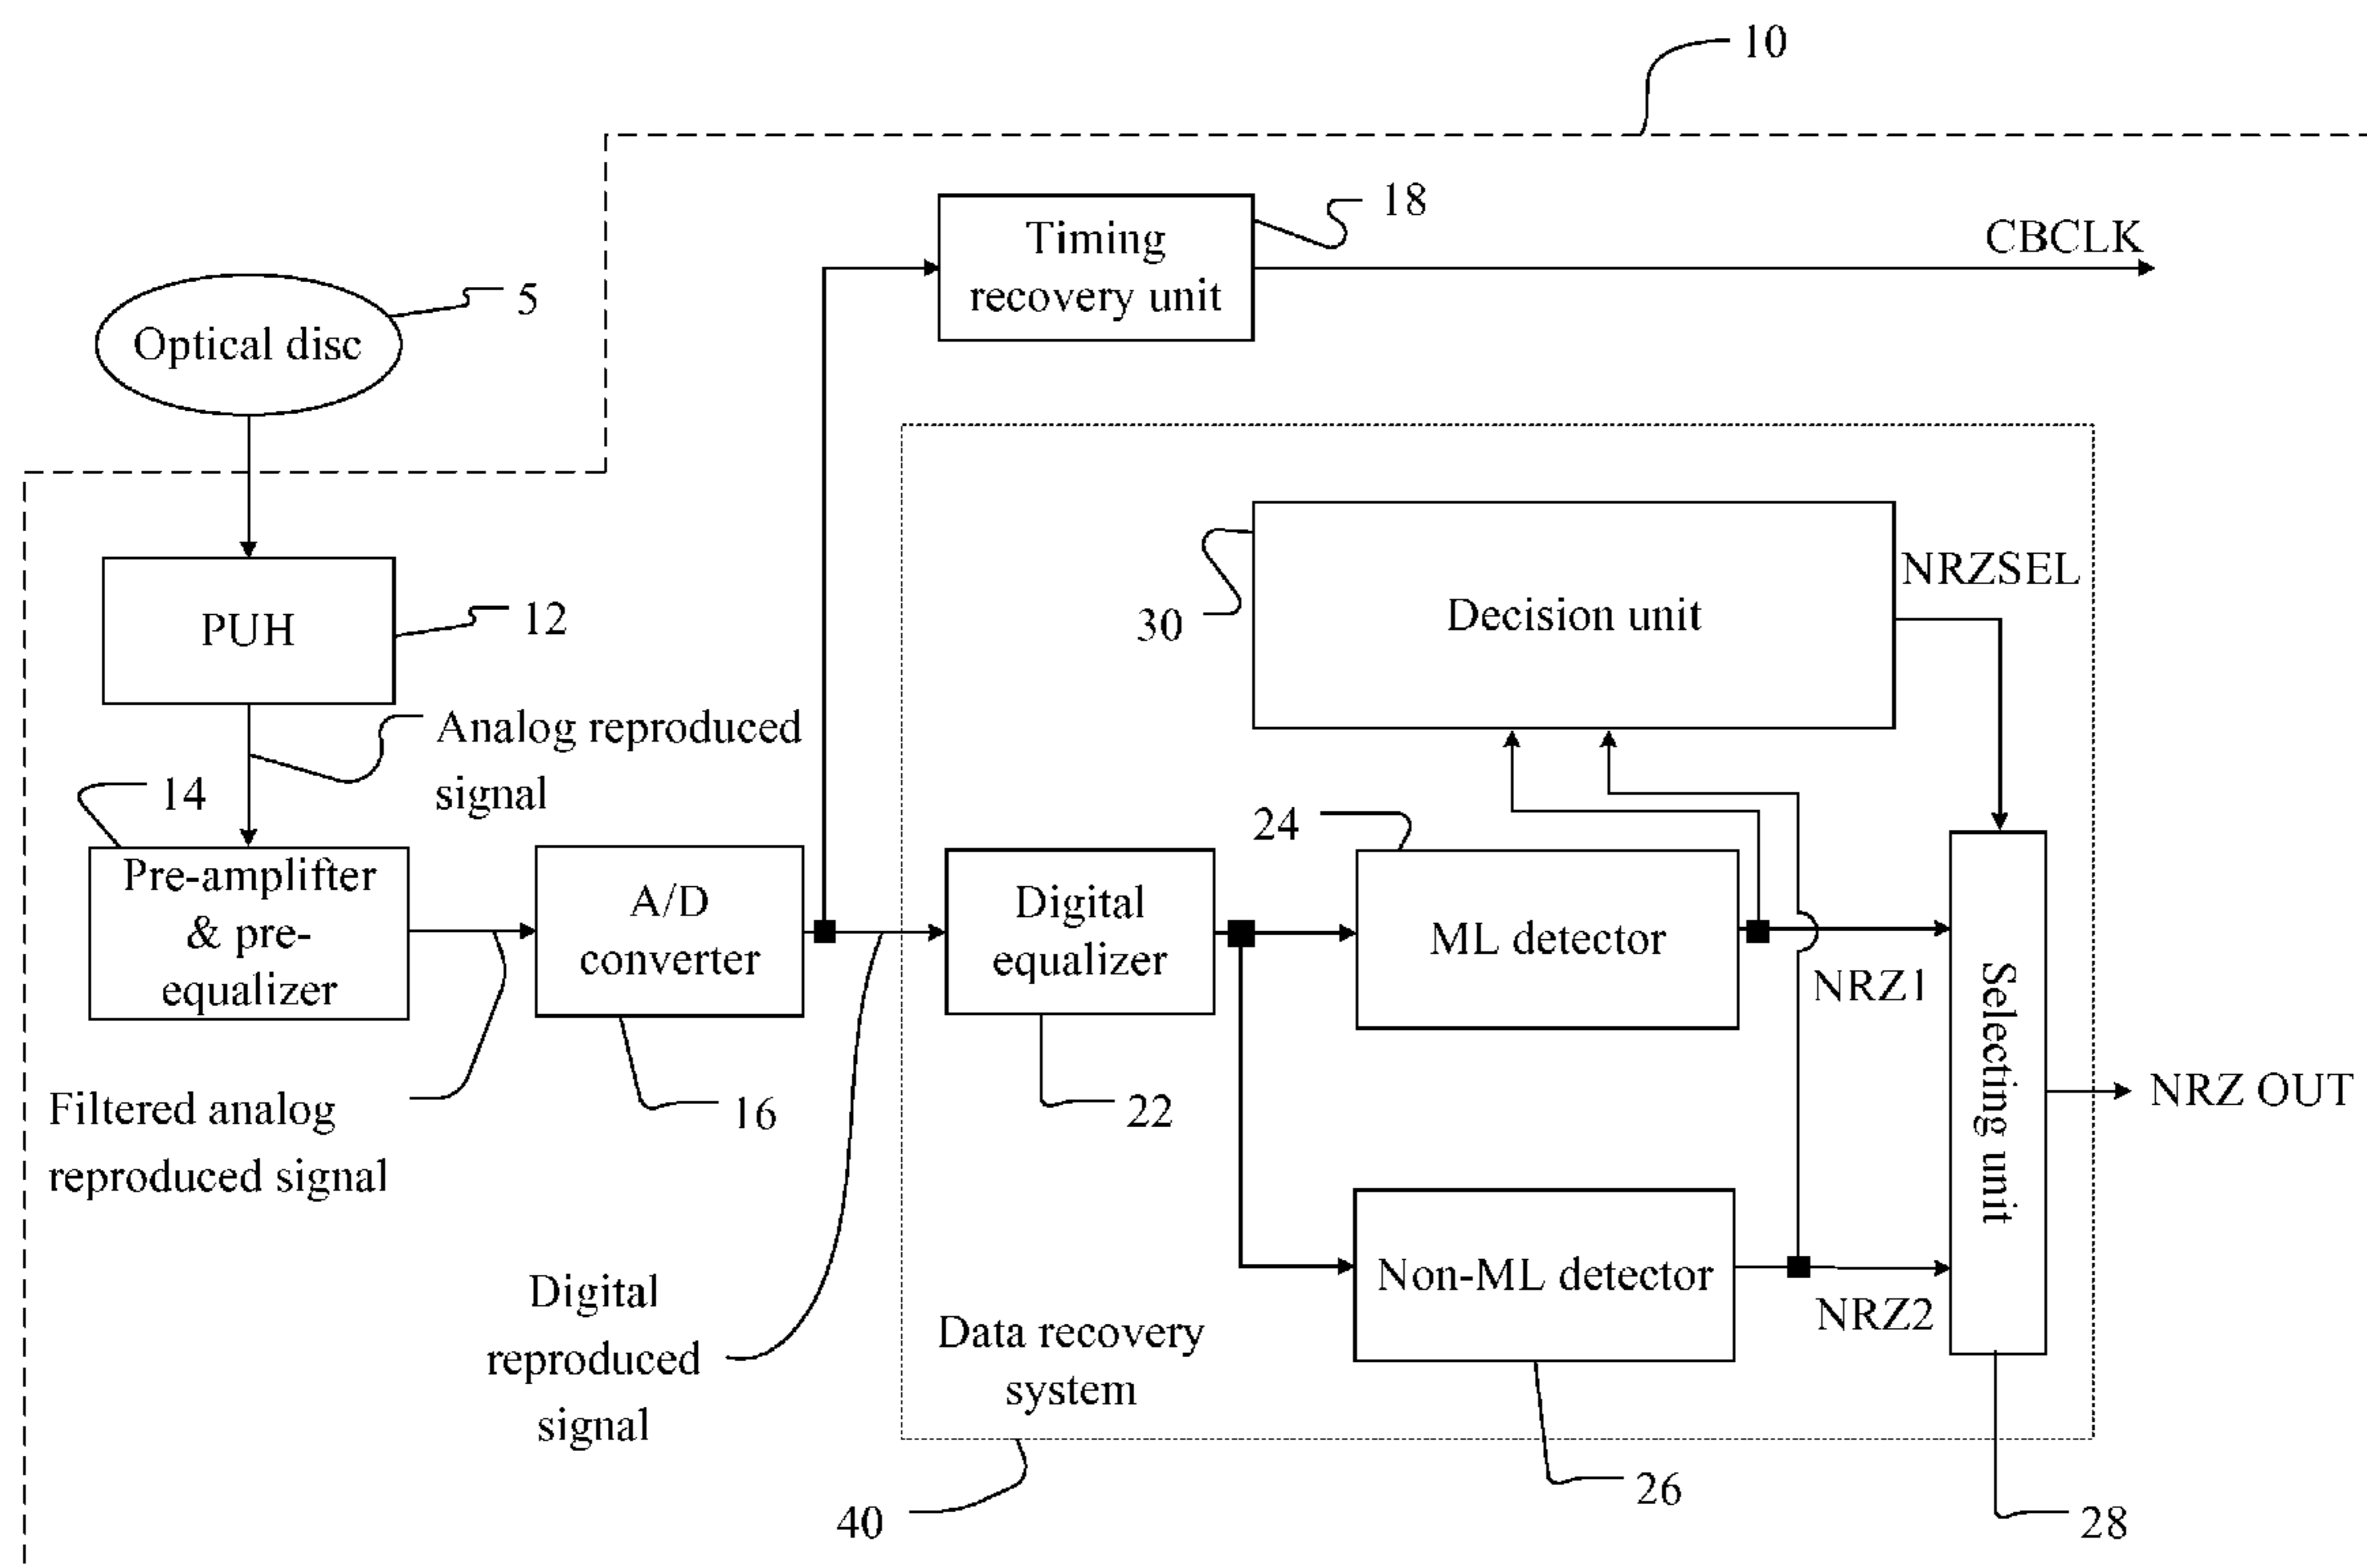 10
18
Timing
recovery unit
CBCLK
5
Optical disc
NRZSEL
30
Decision unit
12
PUH
Analog reproduced
signal
14
24
Pre-amplifter
& pre-
equalizer
A/D
converter
Digital
equalizer
ML detector
NRZ1
Selecting unit
NRZ OUT
Filtered analog
reproduced signal
16
22
Non-ML detector
NRZ2
Digital
reproduced
signal
Data recovery
system
26
40
28